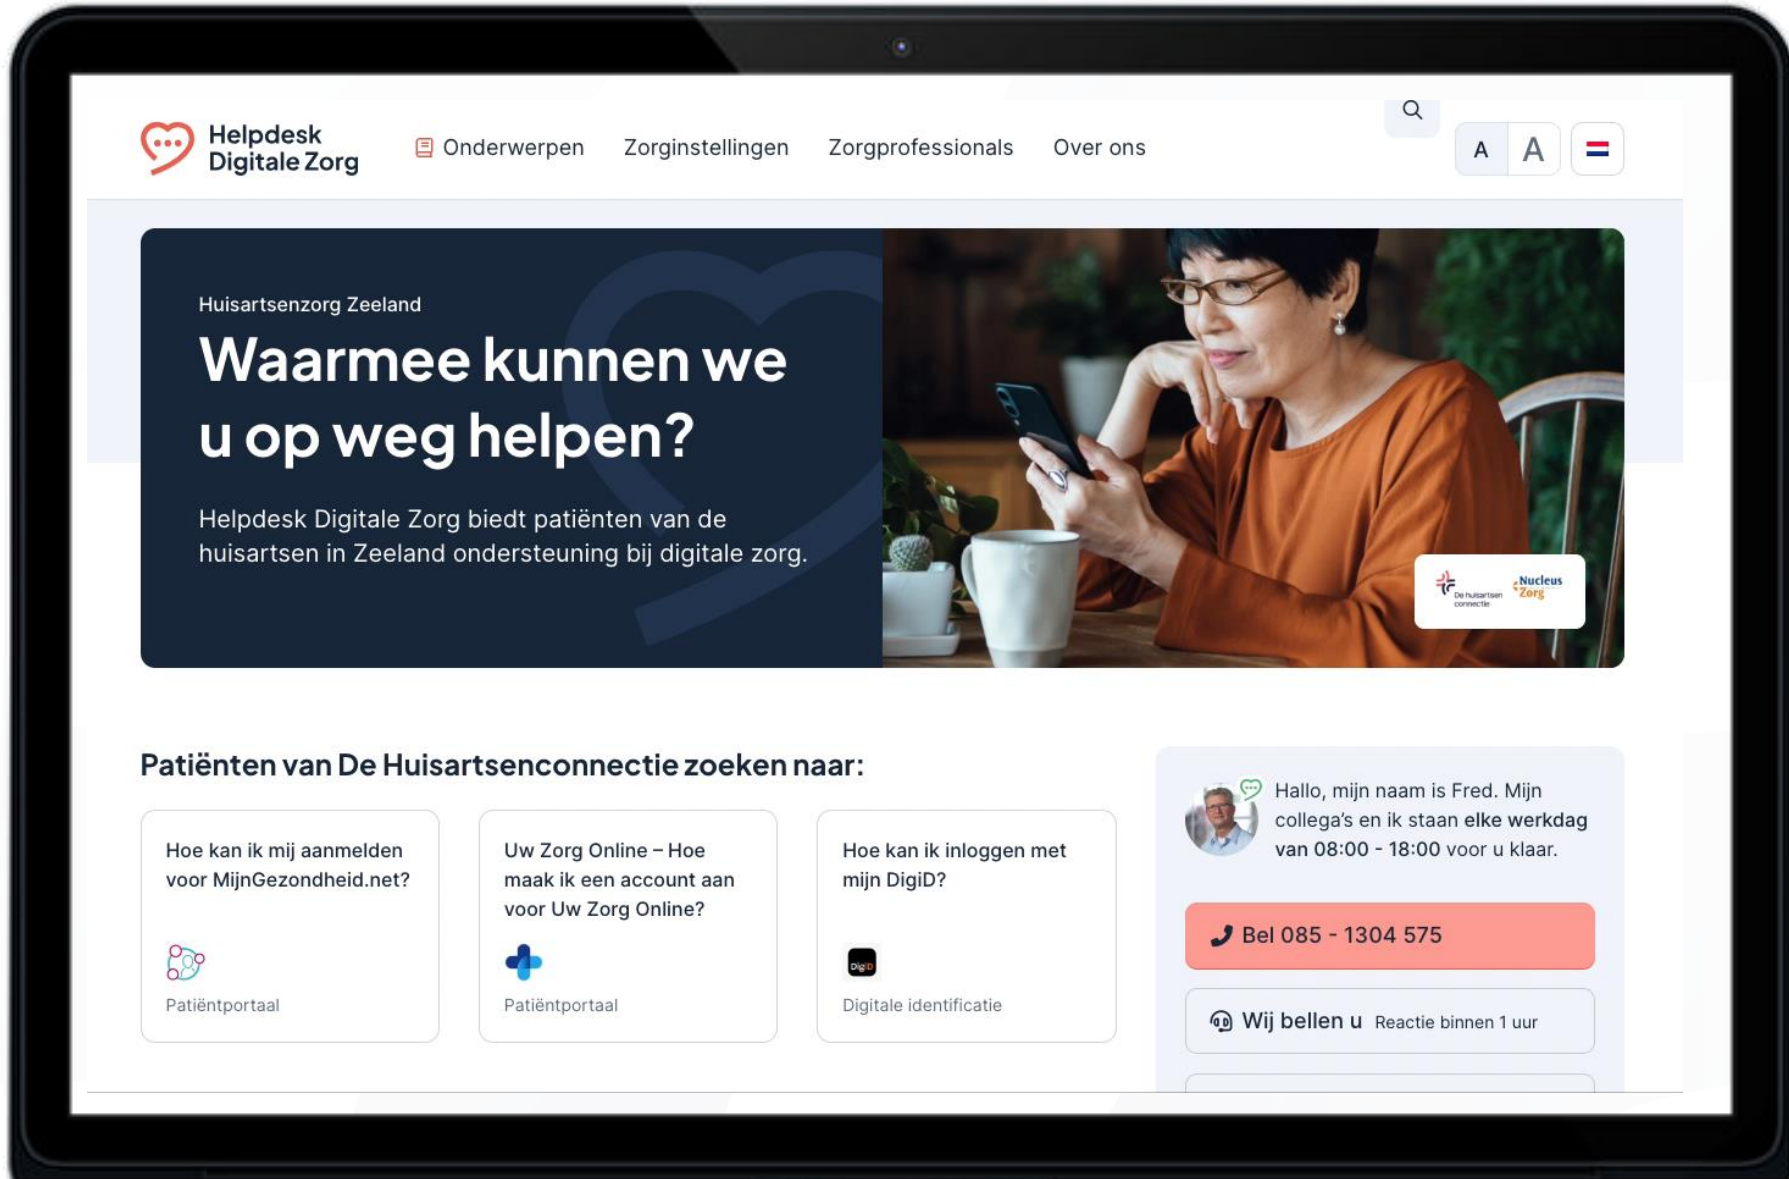 Helpdesk
Digitale Zorg
Onderwerpen
Zorginstellingen
Zorgprofessionals
Over ons
A
A
Huisartsenzorg Zeeland
Waarmee kunnen we
u op weg helpen?
Helpdesk Digitale Zorg biedt patiënten van de
huisartsen in Zeeland ondersteuning bij digitale zorg.
De huisartsen
connectie
Nucleus
Zorg
Patiënten van De Huisartsenconnectie zoeken naar:
Hoe kan ik mij aanmelden
voor MijnGezondheid.net?
Patiëntportaal
Uw Zorg Online – Hoe
maak ik een account aan
voor Uw Zorg Online?
Patiëntportaal
Hoe kan ik inloggen met
mijn DigiD?
DigiD
Digitale identificatie
Hallo, mijn naam is Fred. Mijn
collega's en ik staan elke werkdag
van 08:00 - 18:00 voor u klaar.
Bel 085 - 1304 575
Wij bellen u Reactie binnen 1 uur